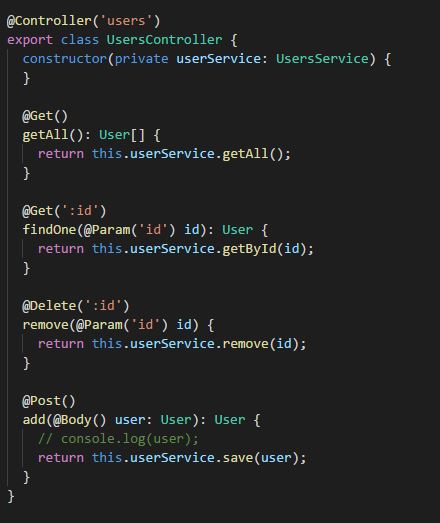 @Controller('users')
export class UsersController {
  constructor(private userService: UsersService) {
  }

  @Get()
  getAll(): User[] {
    return this.userService.getAll();
  }

  @Get(':id')
  findOne(@Param('id') id): User {
    return this.userService.getById(id);
  }

  @Delete(':id')
  remove(@Param('id') id) {
    return this.userService.remove(id);
  }

  @Post()
  add(@Body() user: User): User {
    // console.log(user);
    return this.userService.save(user);
  }
}